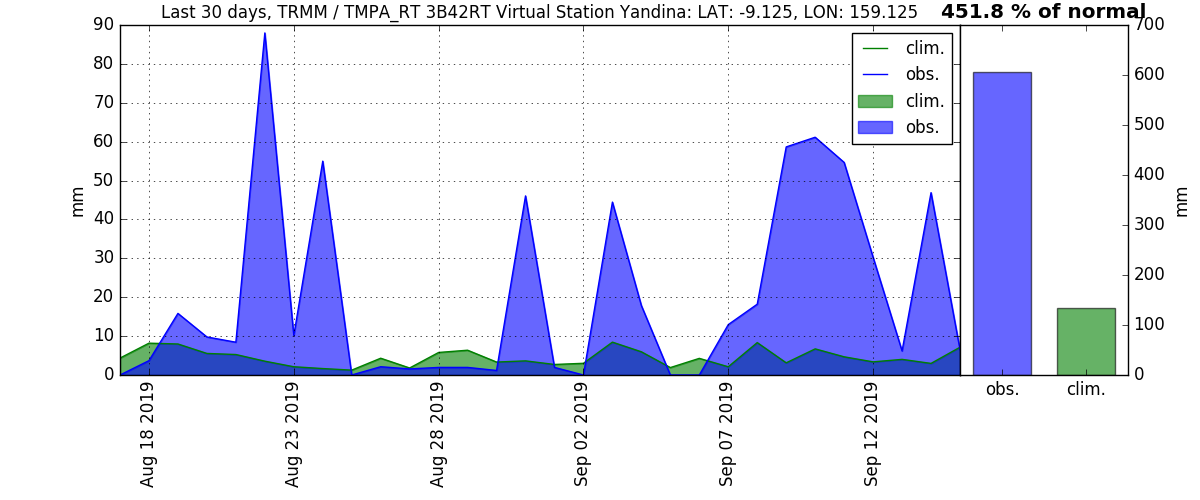 Last 30 days, TRMM / TMPA_RT 3B42RT Virtual Station Yandina: LAT: -9.125, LON: 159.125
451.8 % of normal
90
80
70
60
50
40
30
20
10
0
mm
clim.
obs.
clim.
obs.
700
600
500
400
300
200
100
0
mm
obs.
clim.
Aug 18 2019
Aug 23 2019
Aug 28 2019
Sep 02 2019
Sep 07 2019
Sep 12 2019